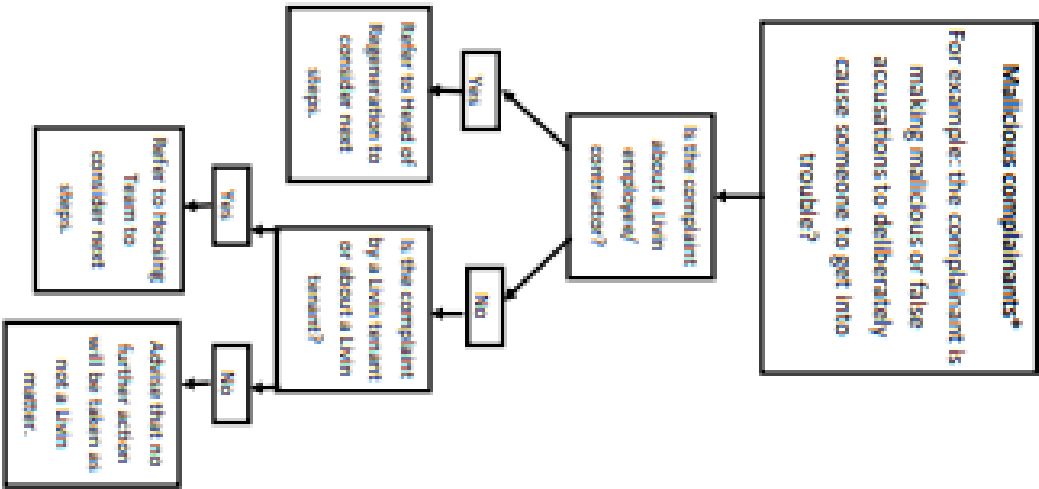 Malicious complainants*
For example: the complainant is
making malicious or false
accusations to deliberately
cause someone to get into
trouble?
Is the complaint
about a Livin
employee/
contractor?
Yes
No
Refer to Head of
Regeneration to
consider next
steps.
Is the complaint
by a Livin tenant
or about a Livin
tenant?
Yes
No
Refer to Housing
Team to
consider next
steps.
Advise that no
further action
will be taken as
not a Livin
matter.